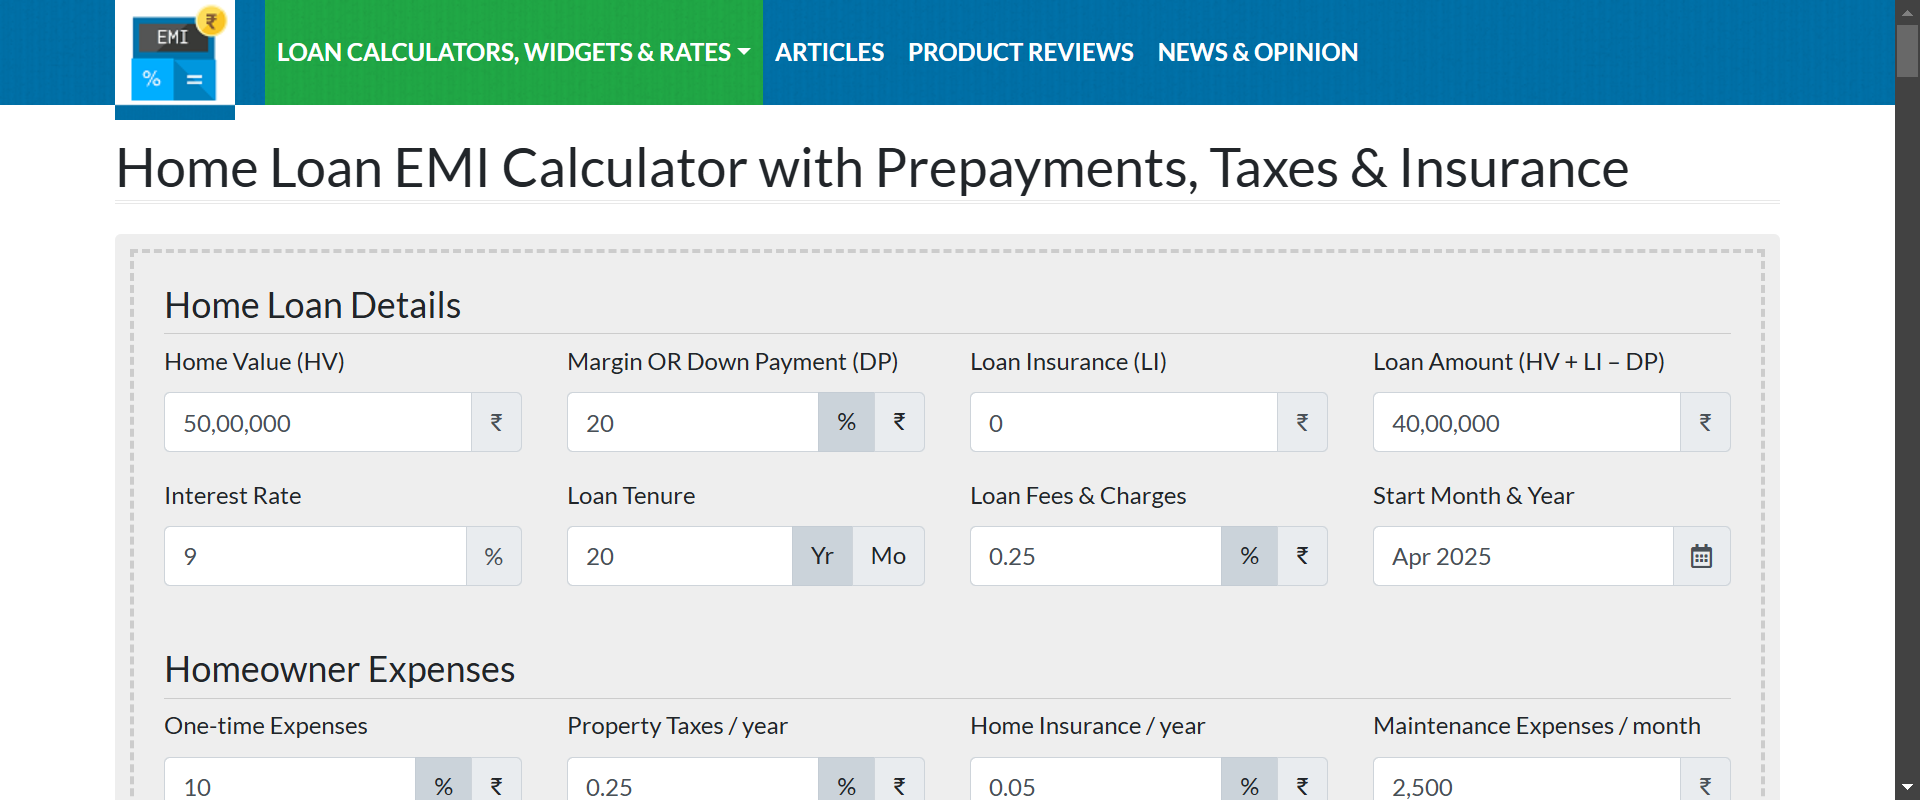 EMI
₹
%
=
LOAN CALCULATORS, WIDGETS & RATES
ARTICLES
PRODUCT REVIEWS
NEWS & OPINION
Home Loan EMI Calculator with Prepayments, Taxes & Insurance
Home Loan Details
Home Value (HV)
Margin OR Down Payment (DP)
Loan Insurance (LI)
Loan Amount (HV + LI – DP)
50,00,000 ₹
20 % ₹
0 ₹
40,00,000 ₹
Interest Rate
Loan Tenure
Loan Fees & Charges
Start Month & Year
9 %
20 Yr Mo
0.25 % ₹
Apr 2025
Homeowner Expenses
One-time Expenses
Property Taxes / year
Home Insurance / year
Maintenance Expenses / month
10 % ₹
0.25 % ₹
0.05 % ₹
2,500 ₹